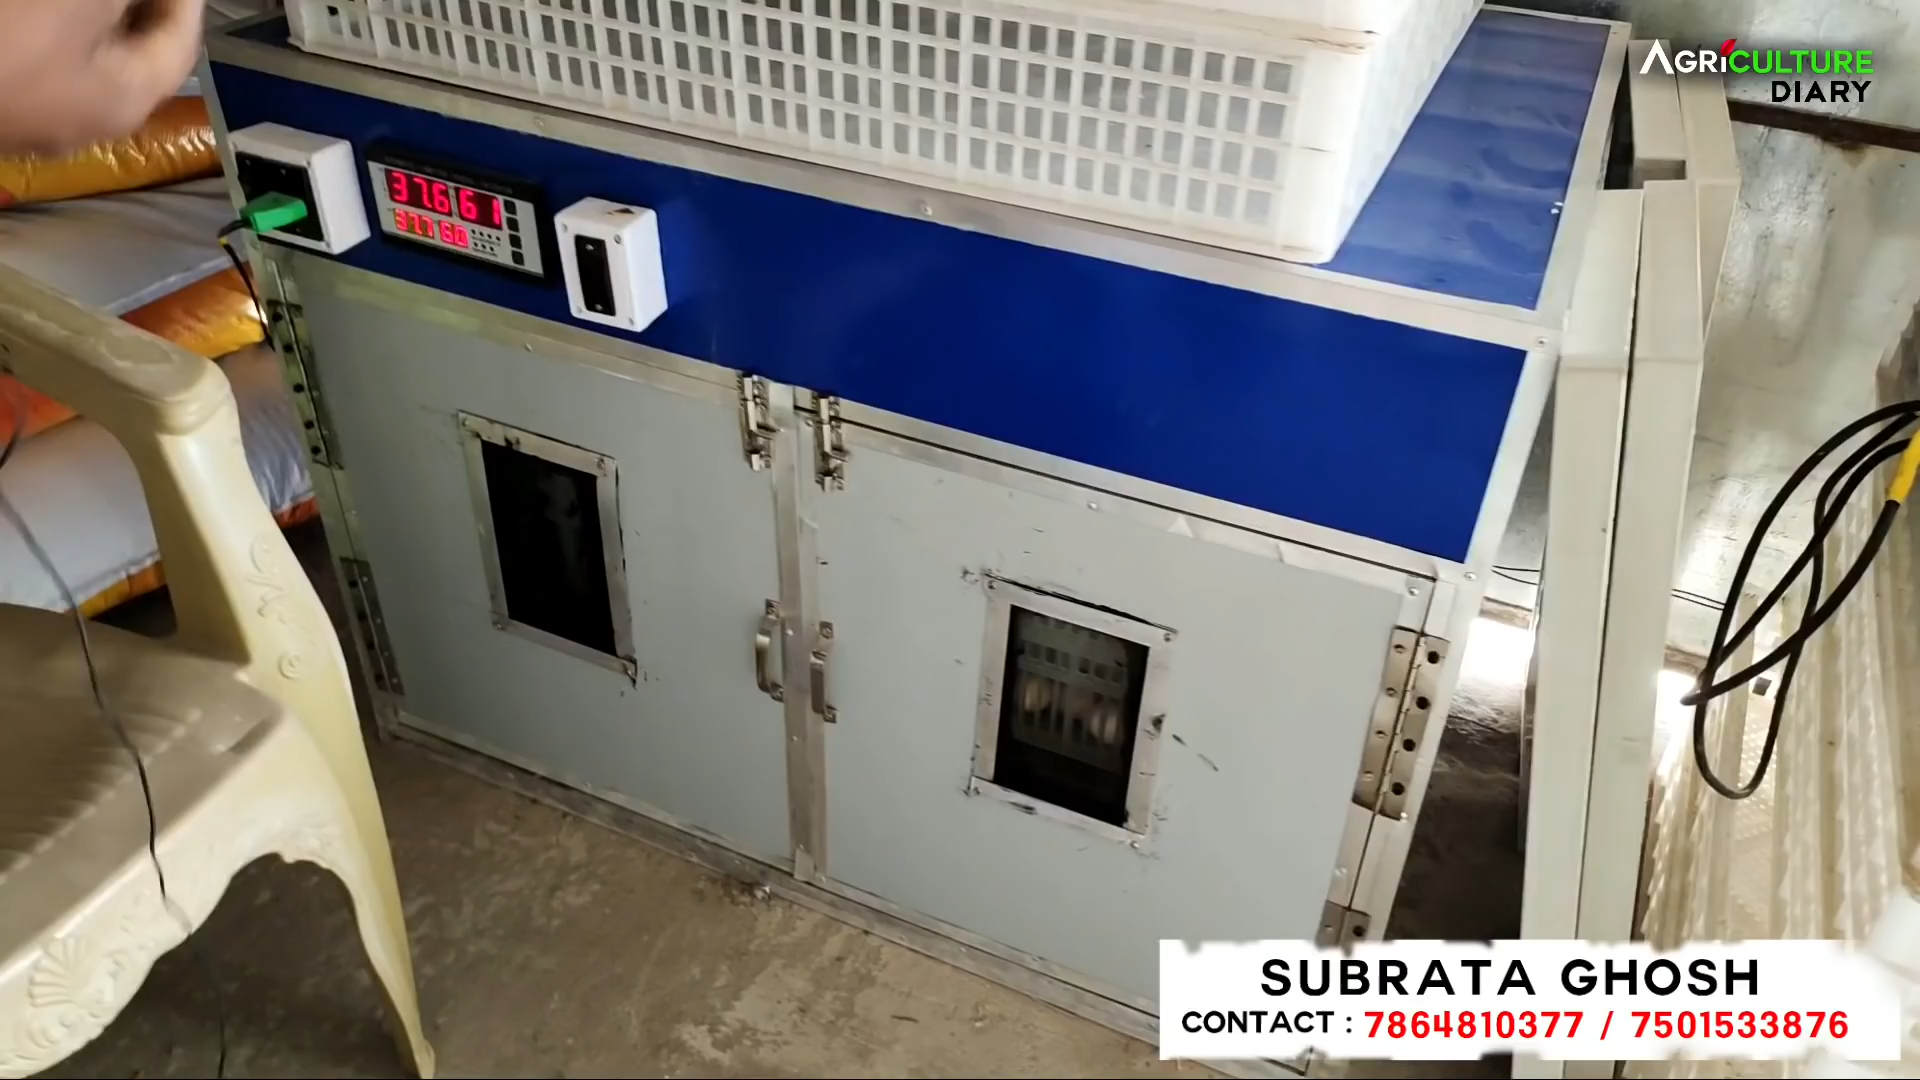 AGRiCULTURE
DIARY
37.6 61
37.7 60
SUBRATA GHOSH
CONTACT : 7864810377 / 7501533876